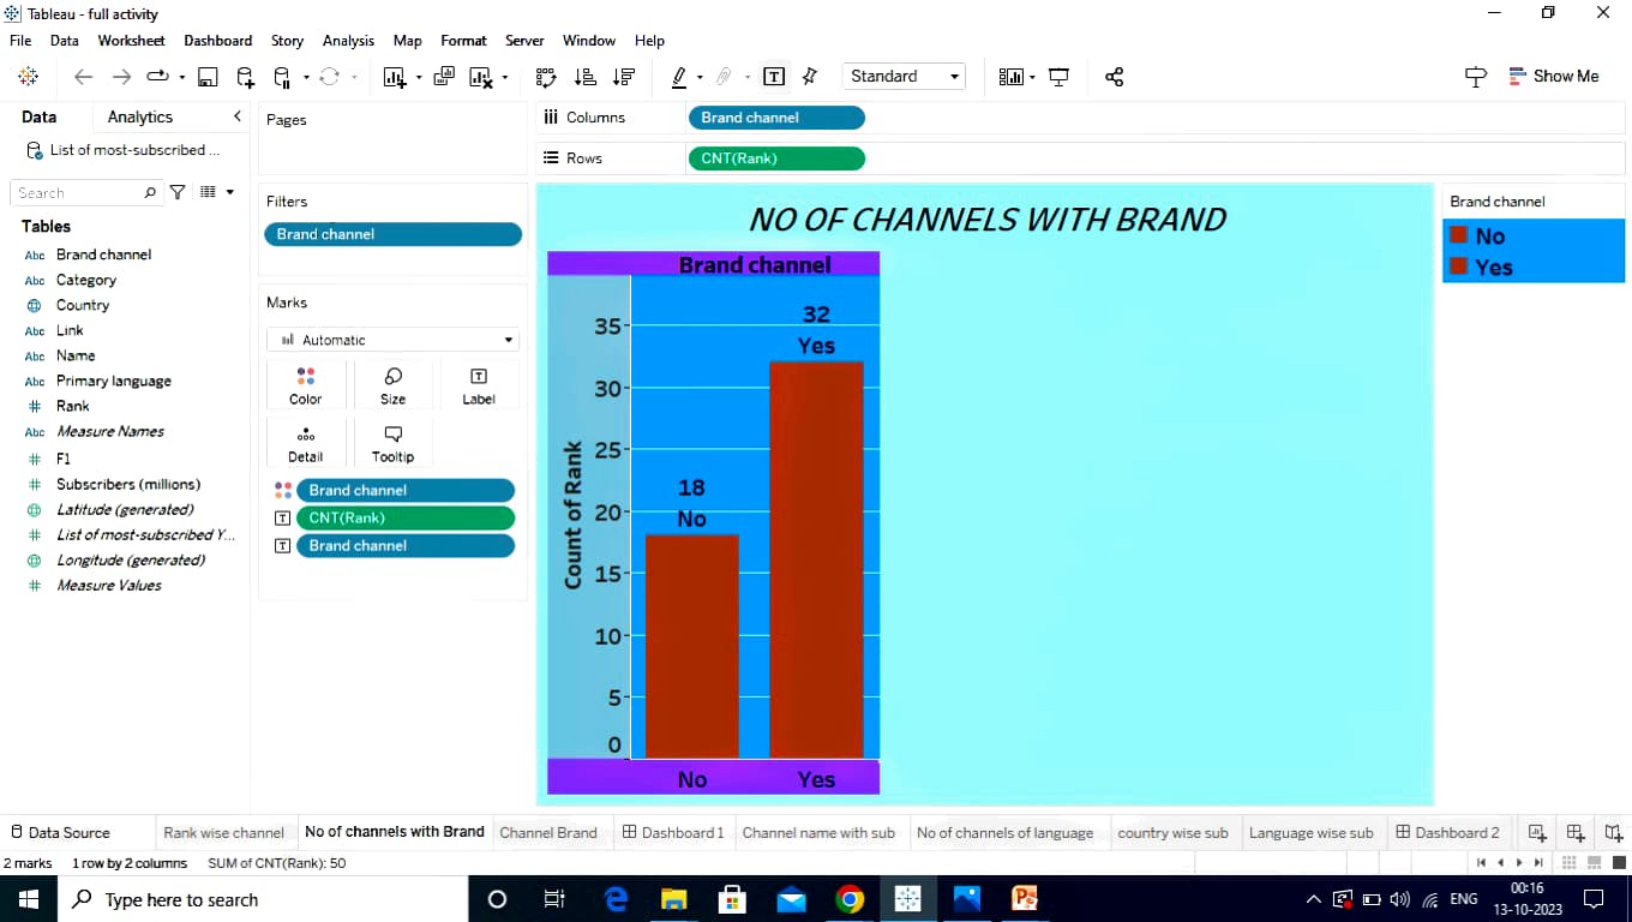 Tableau - full activity
File Data Worksheet Dashboard Story Analysis Map Format Server Window Help
Standard
Show Me
Data Analytics
List of most-subscribed ...
Search
Tables
Abc Brand channel
Abc Category
Country
Abc Link
Abc Name
Abc Primary language
# Rank
Abc Measure Names
# F1
# Subscribers (millions)
Latitude (generated)
# List of most-subscribed Y...
Longitude (generated)
# Measure Values
Pages
Filters
Brand channel
Marks
Automatic
Color Size Label
Detail Tooltip
Brand channel
CNT(Rank)
Brand channel
Columns Brand channel
Rows CNT(Rank)
NO OF CHANNELS WITH BRAND
Brand channel
Count of Rank
35
30
25
20
15
10
5
0
32
Yes
18
No
No Yes
Brand channel
No
Yes
Data Source Rank wise channel No of channels with Brand Channel Brand Dashboard 1 Channel name with sub No of channels of language country wise sub Language wise sub Dashboard 2
2 marks 1 row by 2 columns SUM of CNT(Rank): 50
Type here to search
ENG
00:16
13-10-2023